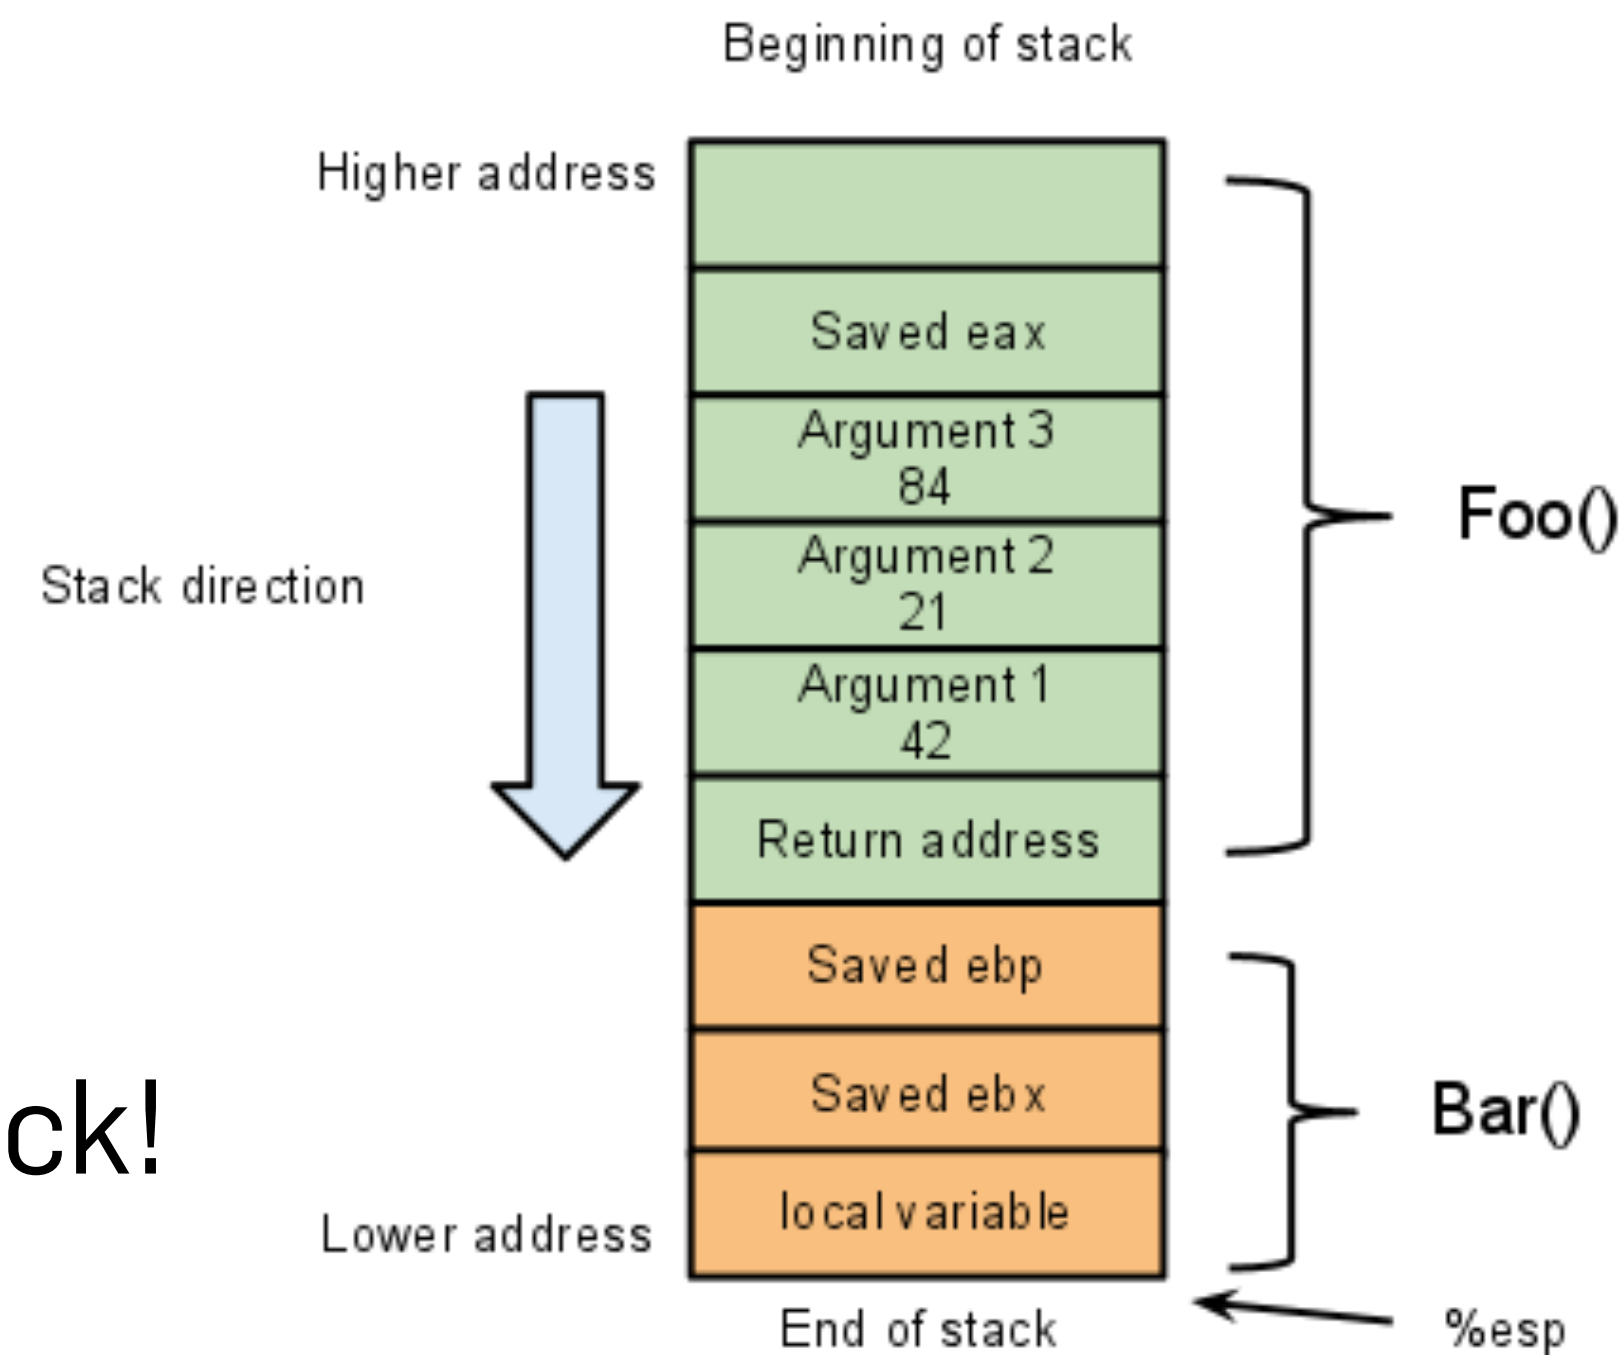 Beginning of stack
Higher address
Saved eax
Argument 3
84
Argument 2
21
Foo()
Stack direction
Argument 1
42
Return address
Saved ebp
Saved ebx
Bar()
ck!
local variable
Lower address
End of stack
%esp